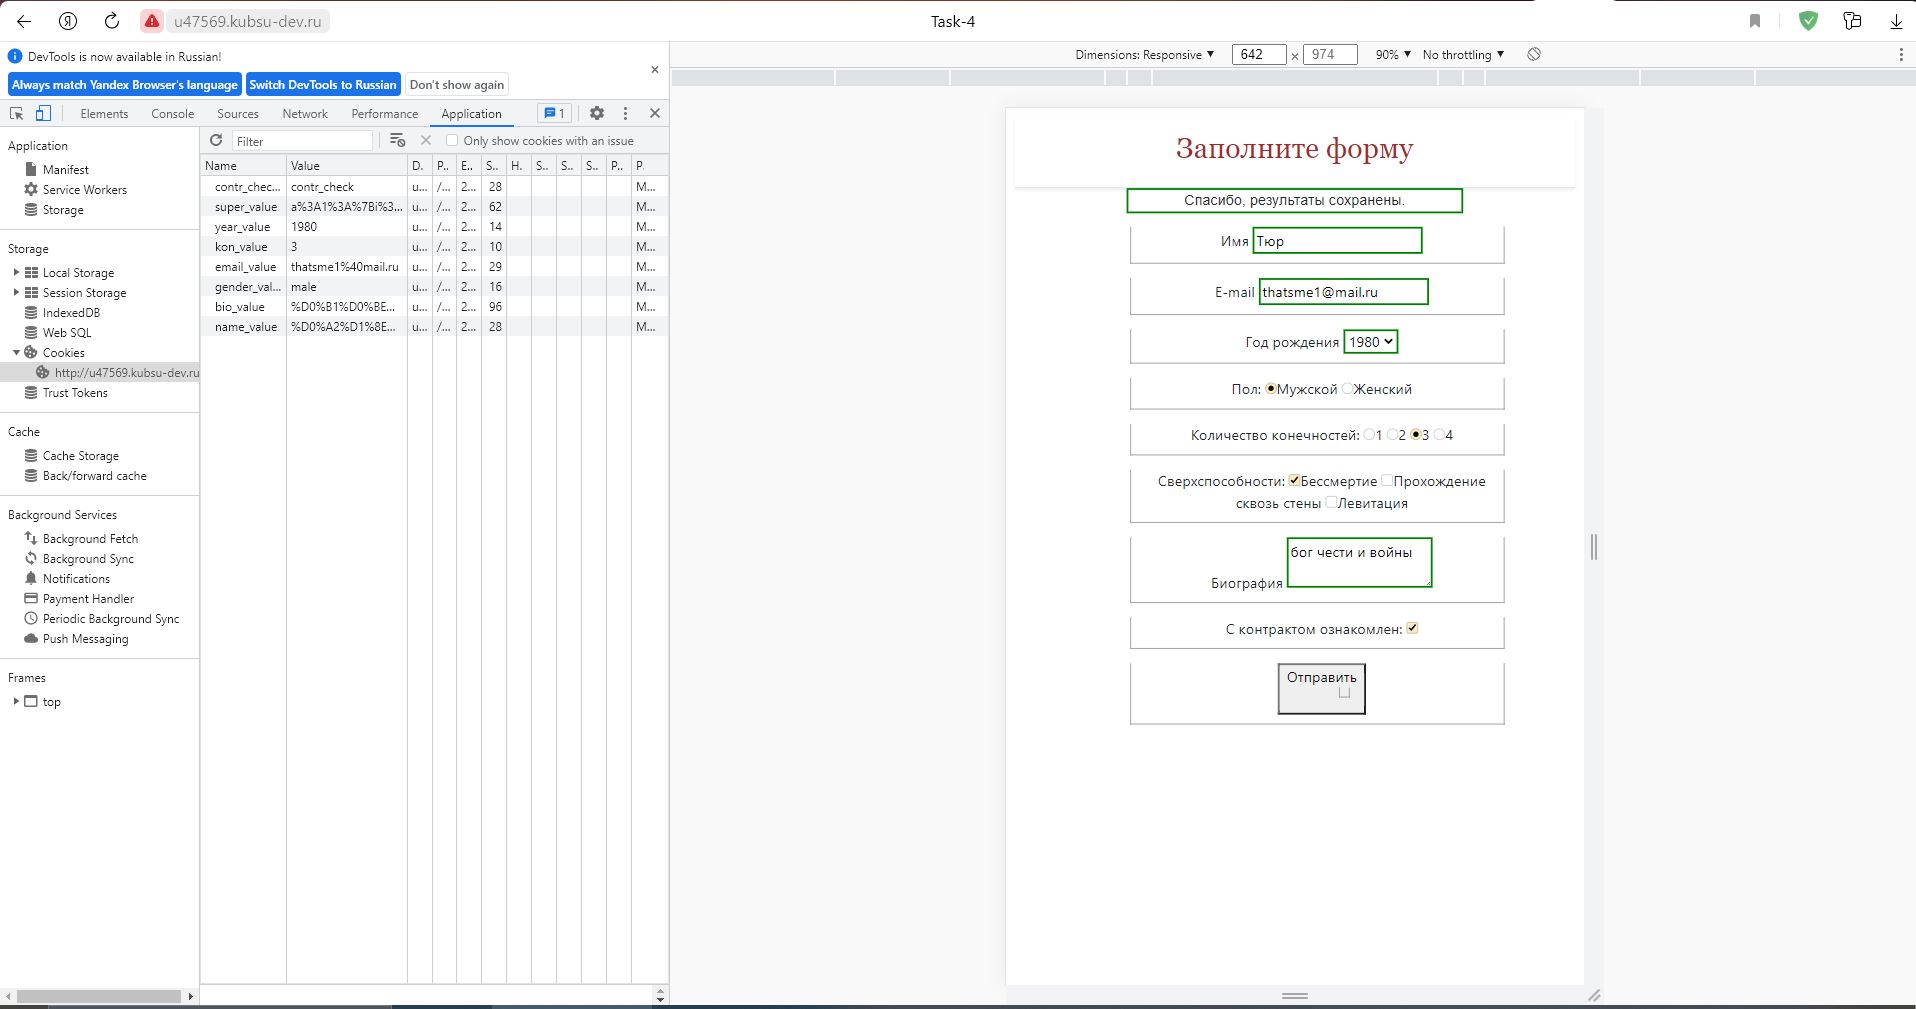 Я u47569.kubsu-dev.ru Task-4
DevTools is now available in Russian!
Always match Yandex Browser's language Switch DevTools to Russian Don't show again
Elements Console Sources Network Performance Application 1
Application
Manifest
Service Workers
Storage
Storage
Local Storage
Session Storage
IndexedDB
Web SQL
Cookies
http://u47569.kubsu-dev.ru
Trust Tokens
Cache
Cache Storage
Back/forward cache
Background Services
Background Fetch
Background Sync
Notifications
Payment Handler
Periodic Background Sync
Push Messaging
Frames
top
Filter Only show cookies with an issue
Name Value D. P.. E.. S.. H. S.. S.. S.. P.. P.
contr_chec... contr_check u... /... 2... 28 M...
super_value a%3A1%3A%7Bi%3... u... /... 2... 62 M...
year_value 1980 u... /... 2... 14 M...
kon_value 3 u... /... 2... 10 M...
email_value thatsme1%40mail.ru u... /... 2... 29 M...
gender_val... male u... /... 2... 16 M...
bio_value %D0%B1%D0%BE... u... /... 2... 96 M...
name_value %D0%A2%D1%8E... u... /... 2... 28 M...
Dimensions: Responsive 642 × 974 90% No throttling
Заполните форму
Спасибо, результаты сохранены.
Имя Тюр
E-mail thatsme1@mail.ru
Год рождения 1980
Пол: Мужской Женский
Количество конечностей: 1 2 3 4
Сверхспособности: Бессмертие Прохождение
сквозь стены Левитация
бог чести и войны
Биография
С контрактом ознакомлен:
Отправить